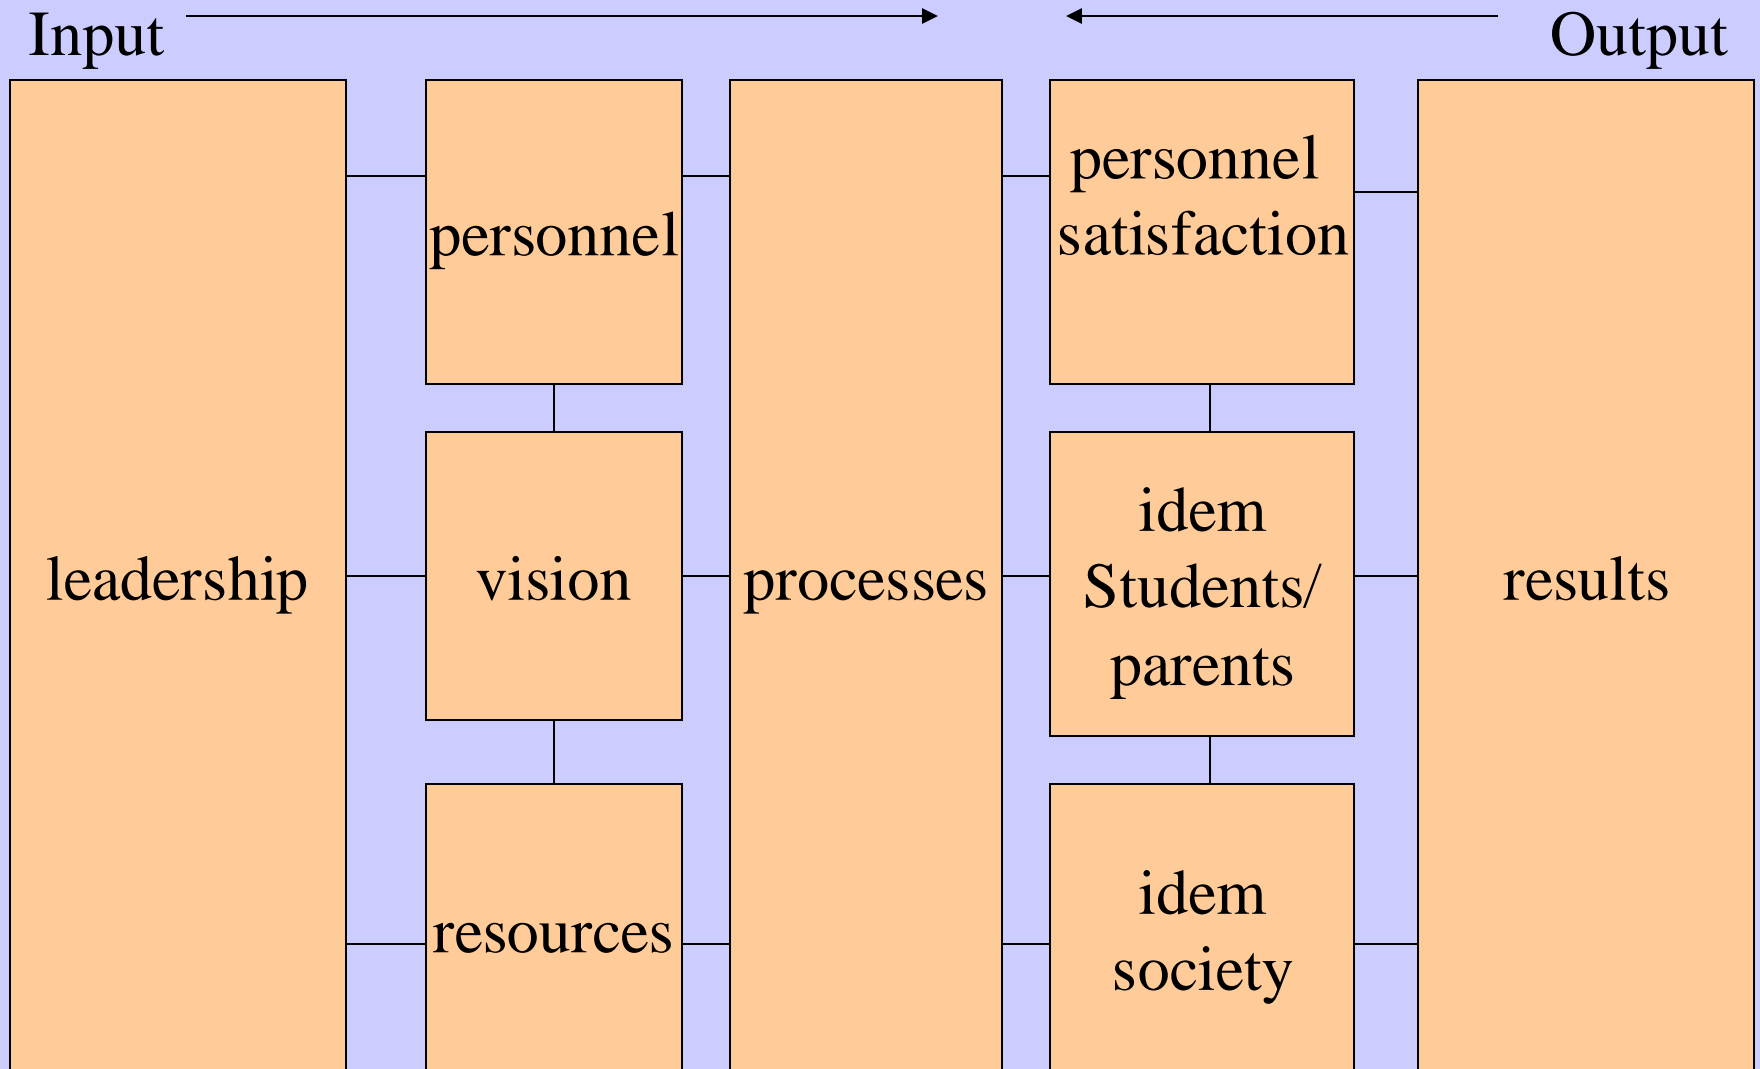 Input
Output
leadership
personnel
vision
resources
processes
personnel
satisfaction
idem
Students/
parents
idem
society
results